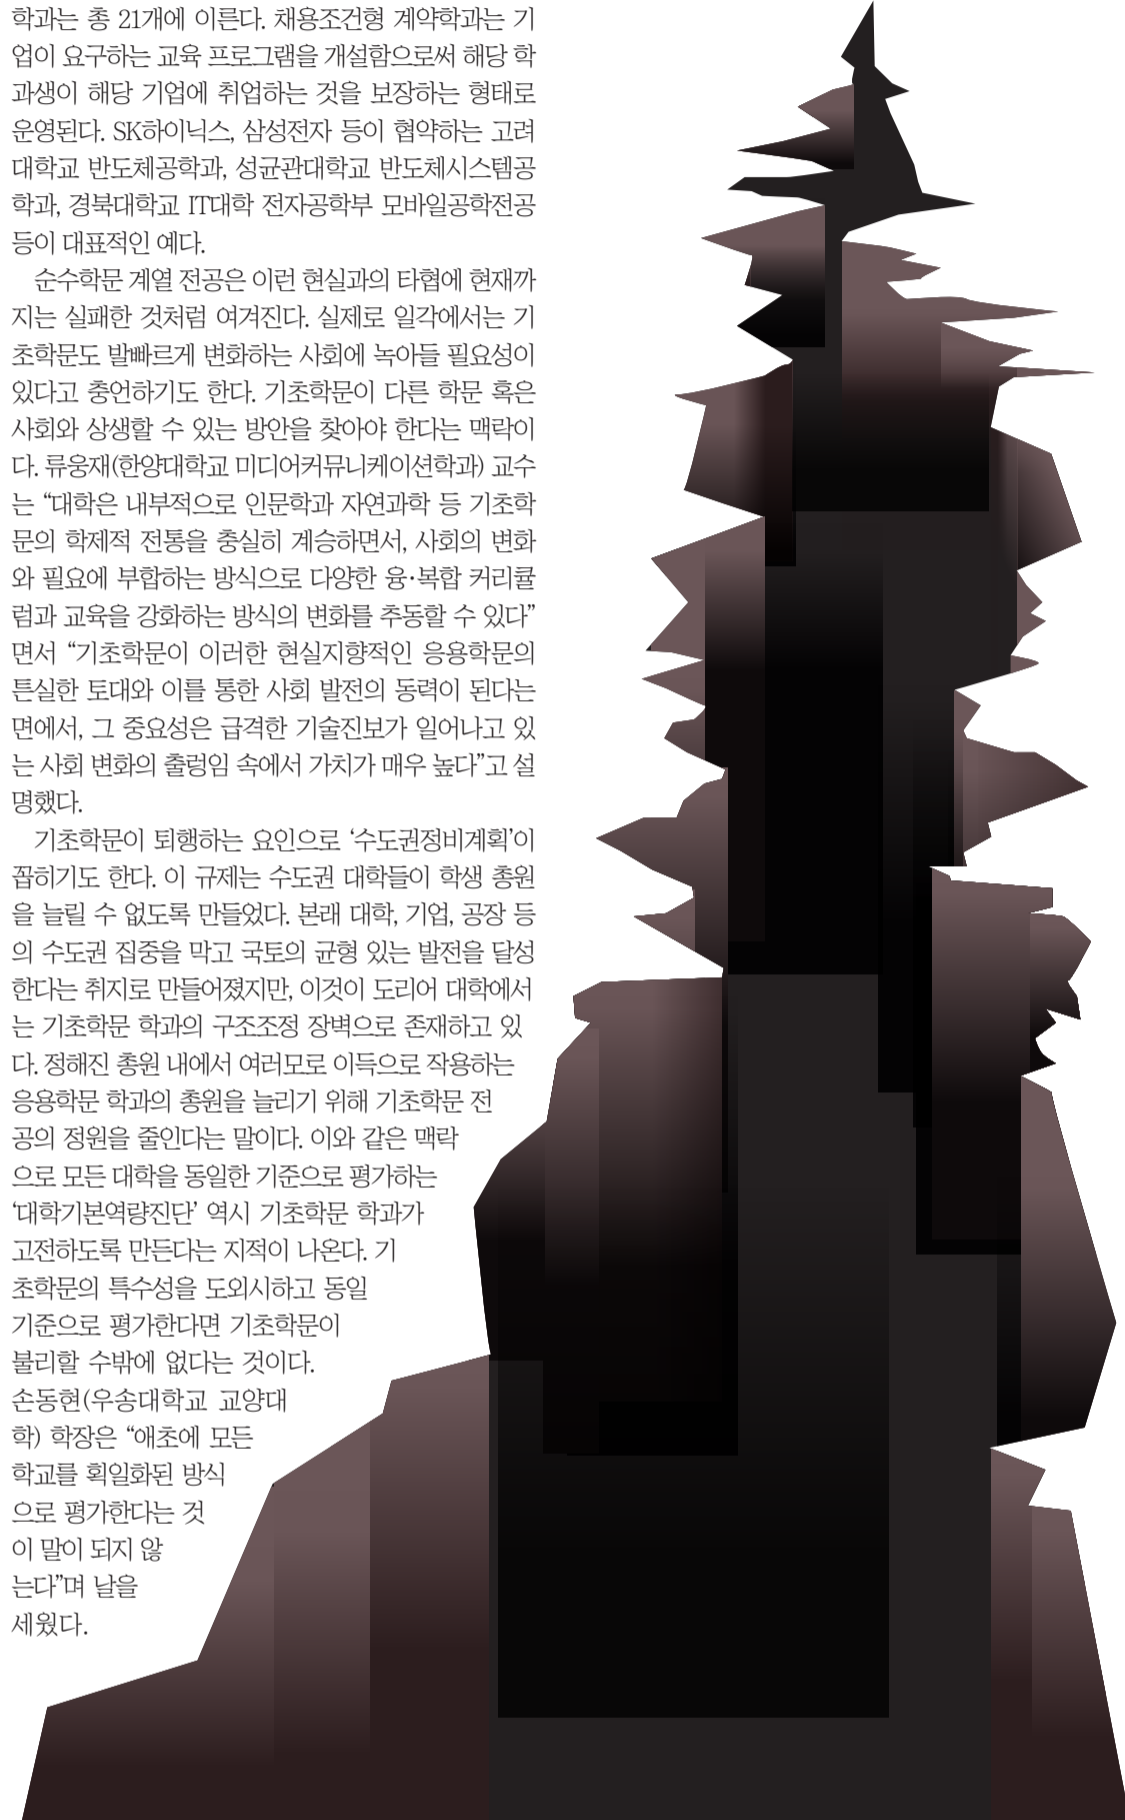 학과는 총 21개에 이른다. 채용조건형 계약학과는 기
업이 요구하는 교육 프로그램을 개설함으로써 해당 학
과생이 해당 기업에 취업하는 것을 보장하는 형태로
운영된다. SK하이닉스, 삼성전자 등이 협약하는 고려
대학교 반도체공학과, 성균관대학교 반도체시스템공
학과, 경북대학교 IT대학 전자공학부 모바일공학전공
등이 대표적인 예다.
순수학문 계열 전공은 이런 현실과의 타협에 현재까
지는 실패한 것처럼 여겨진다. 실제로 일각에서는 기
초학문도 발빠르게 변화하는 사회에 녹아들 필요성이
있다고 충언하기도 한다. 기초학문이 다른 학문 혹은
사회와 상생할 수 있는 방안을 찾아야 한다는 맥락이
다. 류웅재(한양대학교 미디어커뮤니케이션학과) 교수
는 “대학은 내부적으로 인문학과 자연과학 등 기초학
문의 학제적 전통을 충실히 계승하면서, 사회의 변화
와 필요에 부합하는 방식으로 다양한 융·복합 커리큘
럼과 교육을 강화하는 방식의 변화를 추동할 수 있다”
면서 “기초학문이 이러한 현실지향적인 응용학문의
튼실한 토대와 이를 통한 사회 발전의 동력이 된다는
면에서, 그 중요성은 급격한 기술진보가 일어나고 있
는 사회 변화의 출렁임 속에서 가치가 매우 높다”고 설
명했다.
기초학문이 퇴행하는 요인으로 ‘수도권정비계획’이
꼽히기도 한다. 이 규제는 수도권 대학들이 학생 총원
을 늘릴 수 없도록 만들었다. 본래 대학, 기업, 공장 등
의 수도권 집중을 막고 국토의 균형 있는 발전을 달성
한다는 취지로 만들어졌지만, 이것이 도리어 대학에서
는 기초학문 학과의 구조조정 장벽으로 존재하고 있
다. 정해진 총원 내에서 여러모로 이득으로 작용하는
응용학문 학과의 총원을 늘리기 위해 기초학문 전
공의 정원을 줄인다는 말이다. 이와 같은 맥락
으로 모든 대학을 동일한 기준으로 평가하는
‘대학기본역량진단’ 역시 기초학문 학과가
고전하도록 만든다는 지적이 나온다. 기
초학문의 특수성을 도외시하고 동일
기준으로 평가한다면 기초학문이
불리할 수밖에 없다는 것이다.
손동현(우송대학교 교양대
학) 학장은 “애초에 모든
학교를 획일화된 방식
으로 평가한다는 것
이 말이 되지 않
는다”며 날을
세웠다.